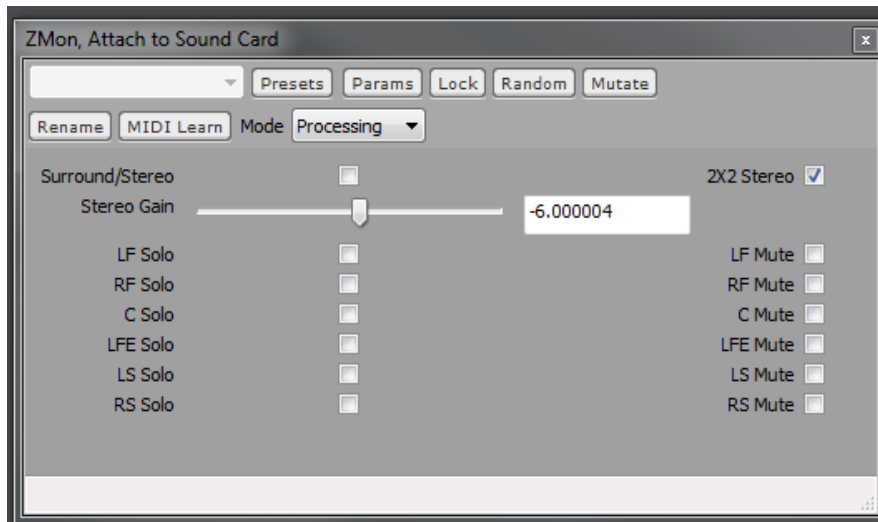 ZMon, Attach to Sound Card x
Presets Params Lock Random Mutate
Rename MIDI Learn Mode Processing
Surround/Stereo 2X2 Stereo
Stereo Gain -6.000004
LF Solo LF Mute
RF Solo RF Mute
C Solo C Mute
LFE Solo LFE Mute
LS Solo LS Mute
RS Solo RS Mute